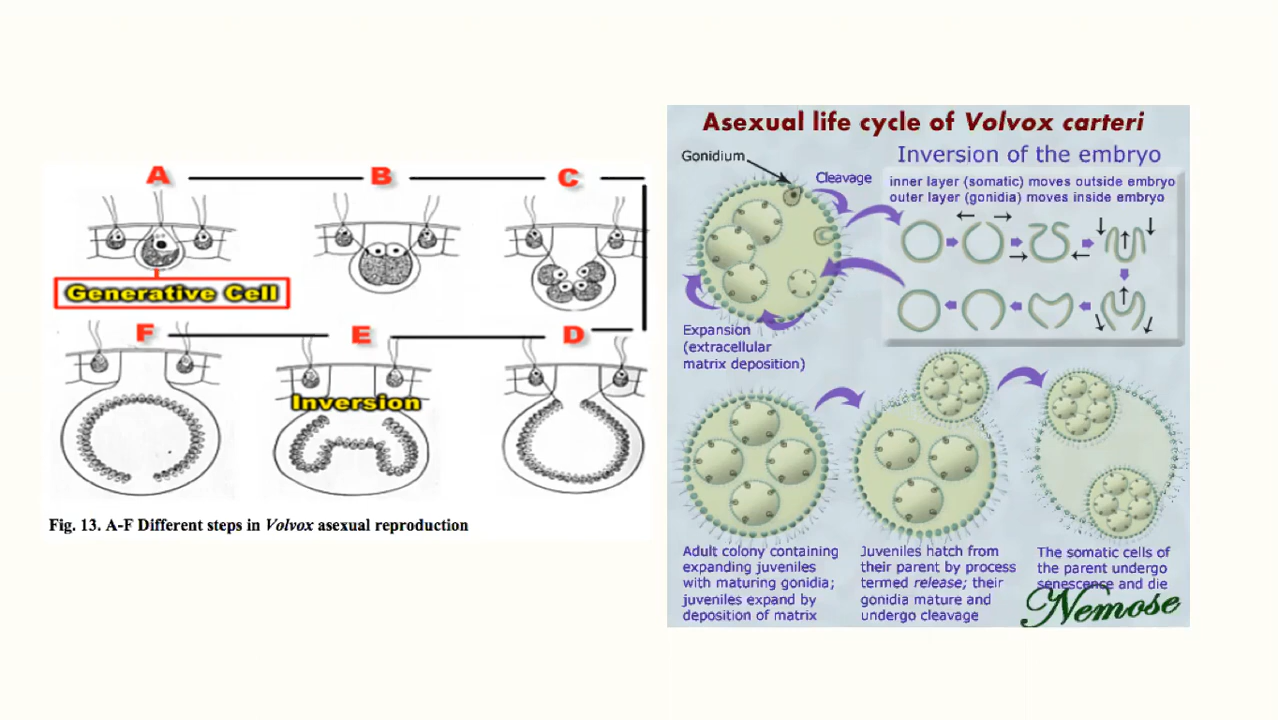 A
B
C
Generative Cell
F
E
D
Inversion
Fig. 13. A-F Different steps in Volvox asexual reproduction
Asexual life cycle of Volvox carteri
Gonidium
Cleavage
Inversion of the embryo
inner layer (somatic) moves outside embryo
outer layer (gonidia) moves inside embryo
Expansion
(extracellular
matrix deposition)
Adult colony containing
expanding juveniles
with maturing gonidia;
juveniles expand by
deposition of matrix
Juveniles hatch from
their parent by process
termed release; their
gonidia mature and
undergo cleavage
The somatic cells of
the parent undergo
senescence and die
Nemose